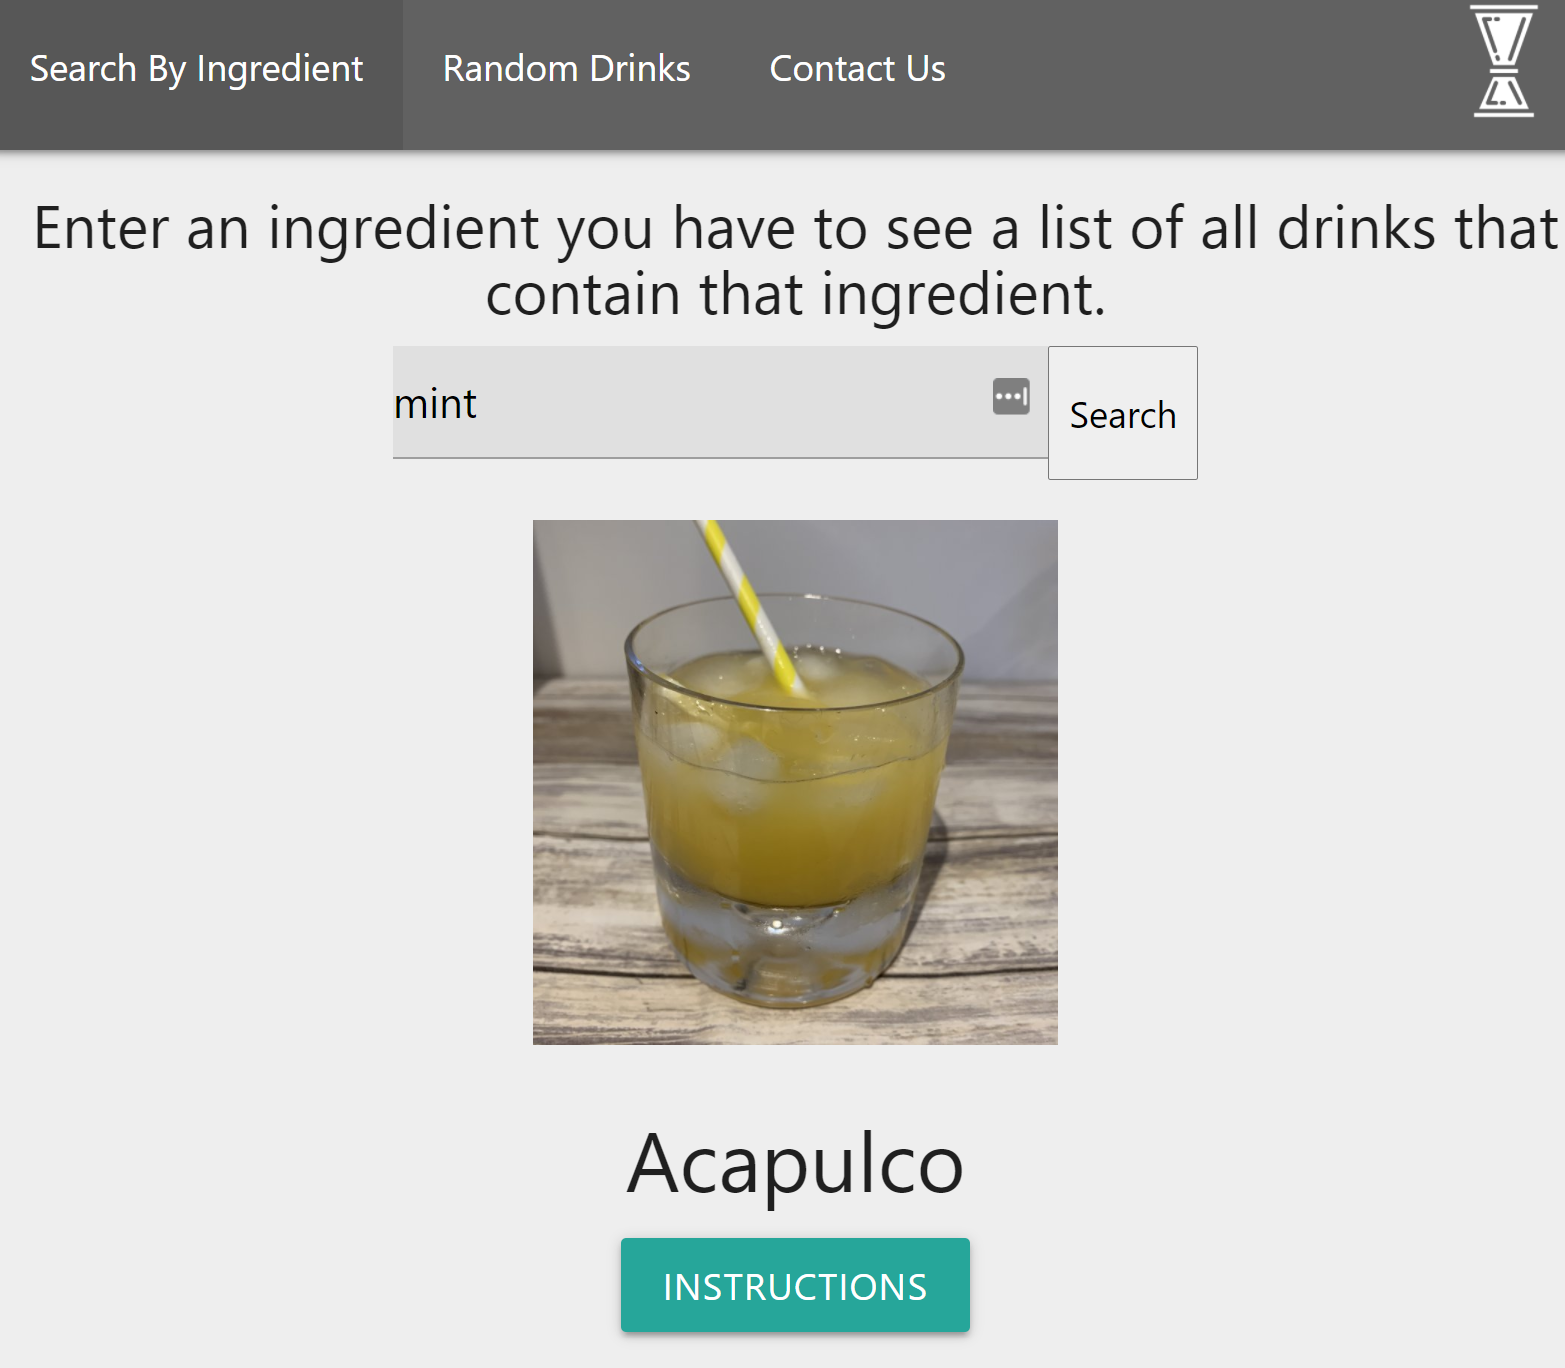 Search By Ingredient Random Drinks Contact Us
Enter an ingredient you have to see a list of all drinks that
contain that ingredient.
mint
Search
Acapulco
INSTRUCTIONS